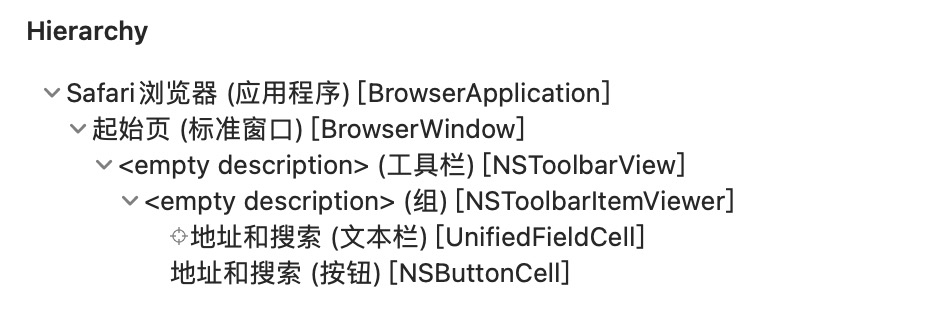 Hierarchy
Safari浏览器 (应用程序) [BrowserApplication]
起始页 (标准窗口) [BrowserWindow]
<empty description> (工具栏) [NSToolbarView]
<empty description> (组) [NSToolbarItemViewer]
地址和搜索 (文本栏) [UnifiedFieldCell]
地址和搜索 (按钮) [NSButtonCell]